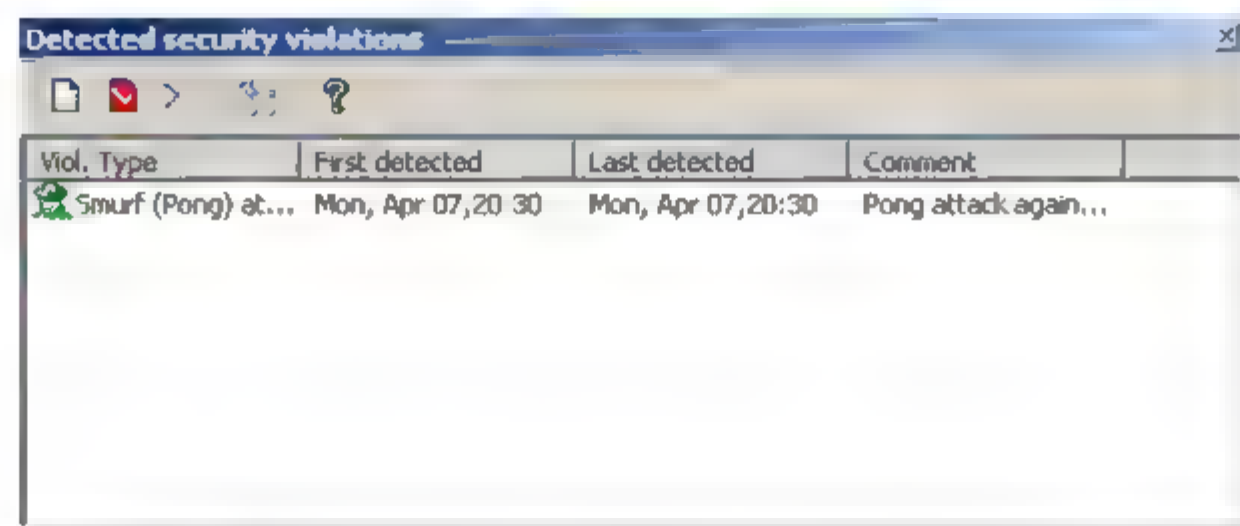 Detected security violations
Viol. Type First detected Last detected Comment
Smurf (Pong) at... Mon, Apr 07,20 30 Mon, Apr 07,20:30 Pong attack again...